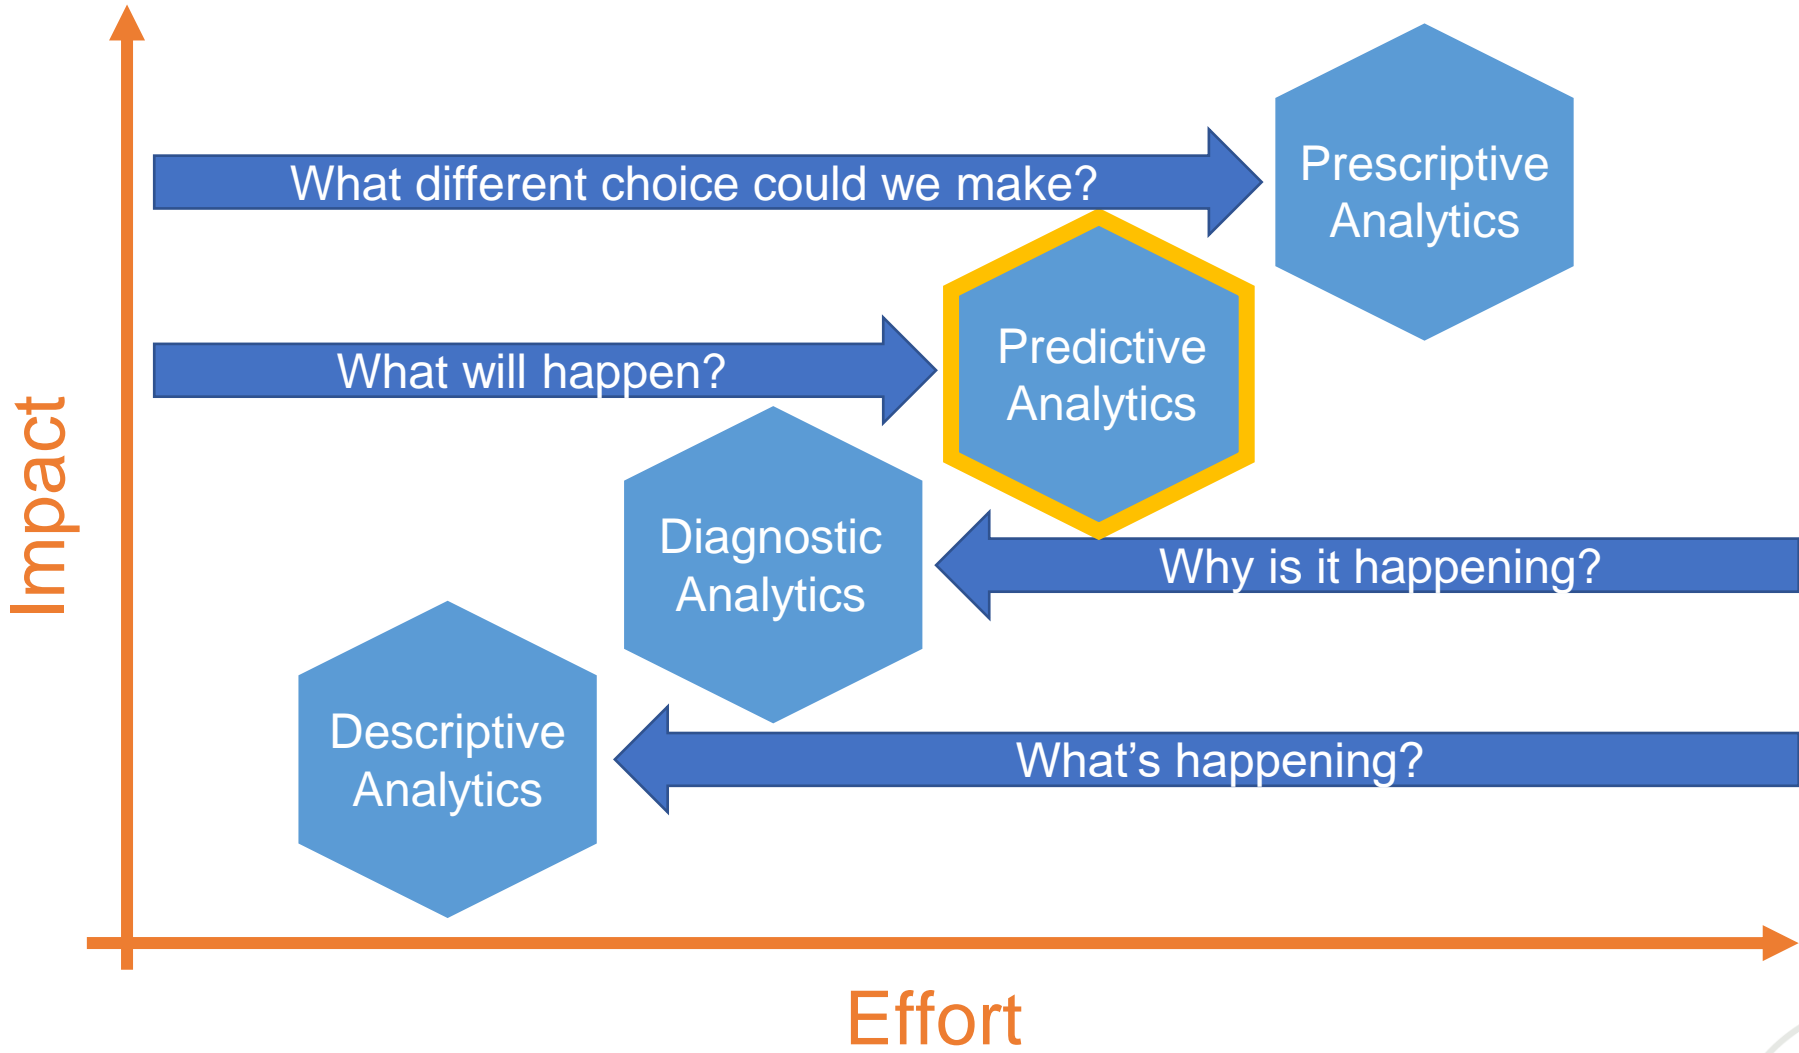 What different choice could we make?
Prescriptive
Analytics
What will happen?
Predictive
Analytics
Impact
Diagnostic
Analytics
Why is it happening?
Descriptive
Analytics
What’s happening?
Effort